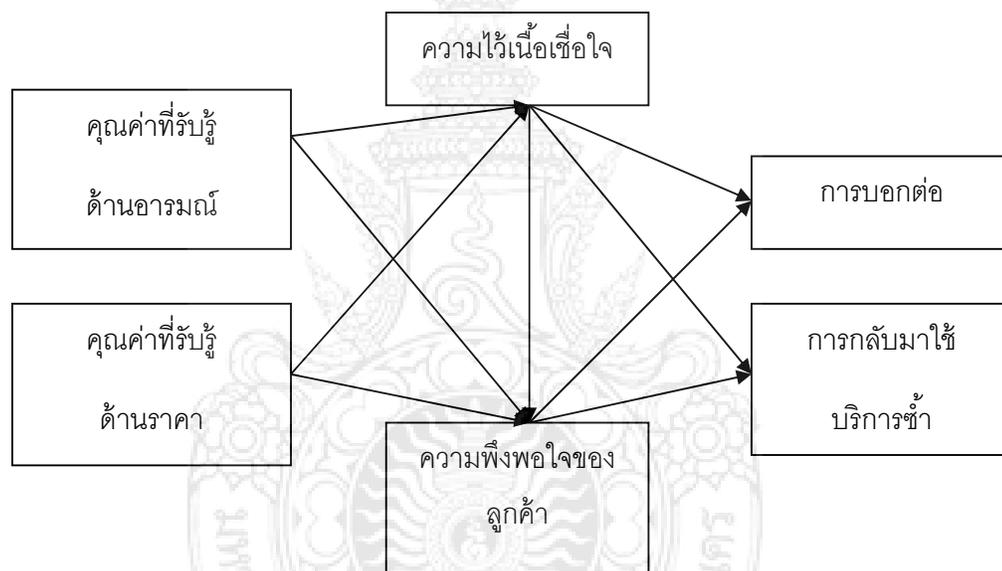 ความไว้เนื้อเชื่อใจ
คุณค่าที่รับรู้
ด้านอารมณ์
การบอกต่อ
คุณค่าที่รับรู้
ด้านราคา
การกลับมาใช้
บริการซ้ำ
ความพึงพอใจของ
ลูกค้า